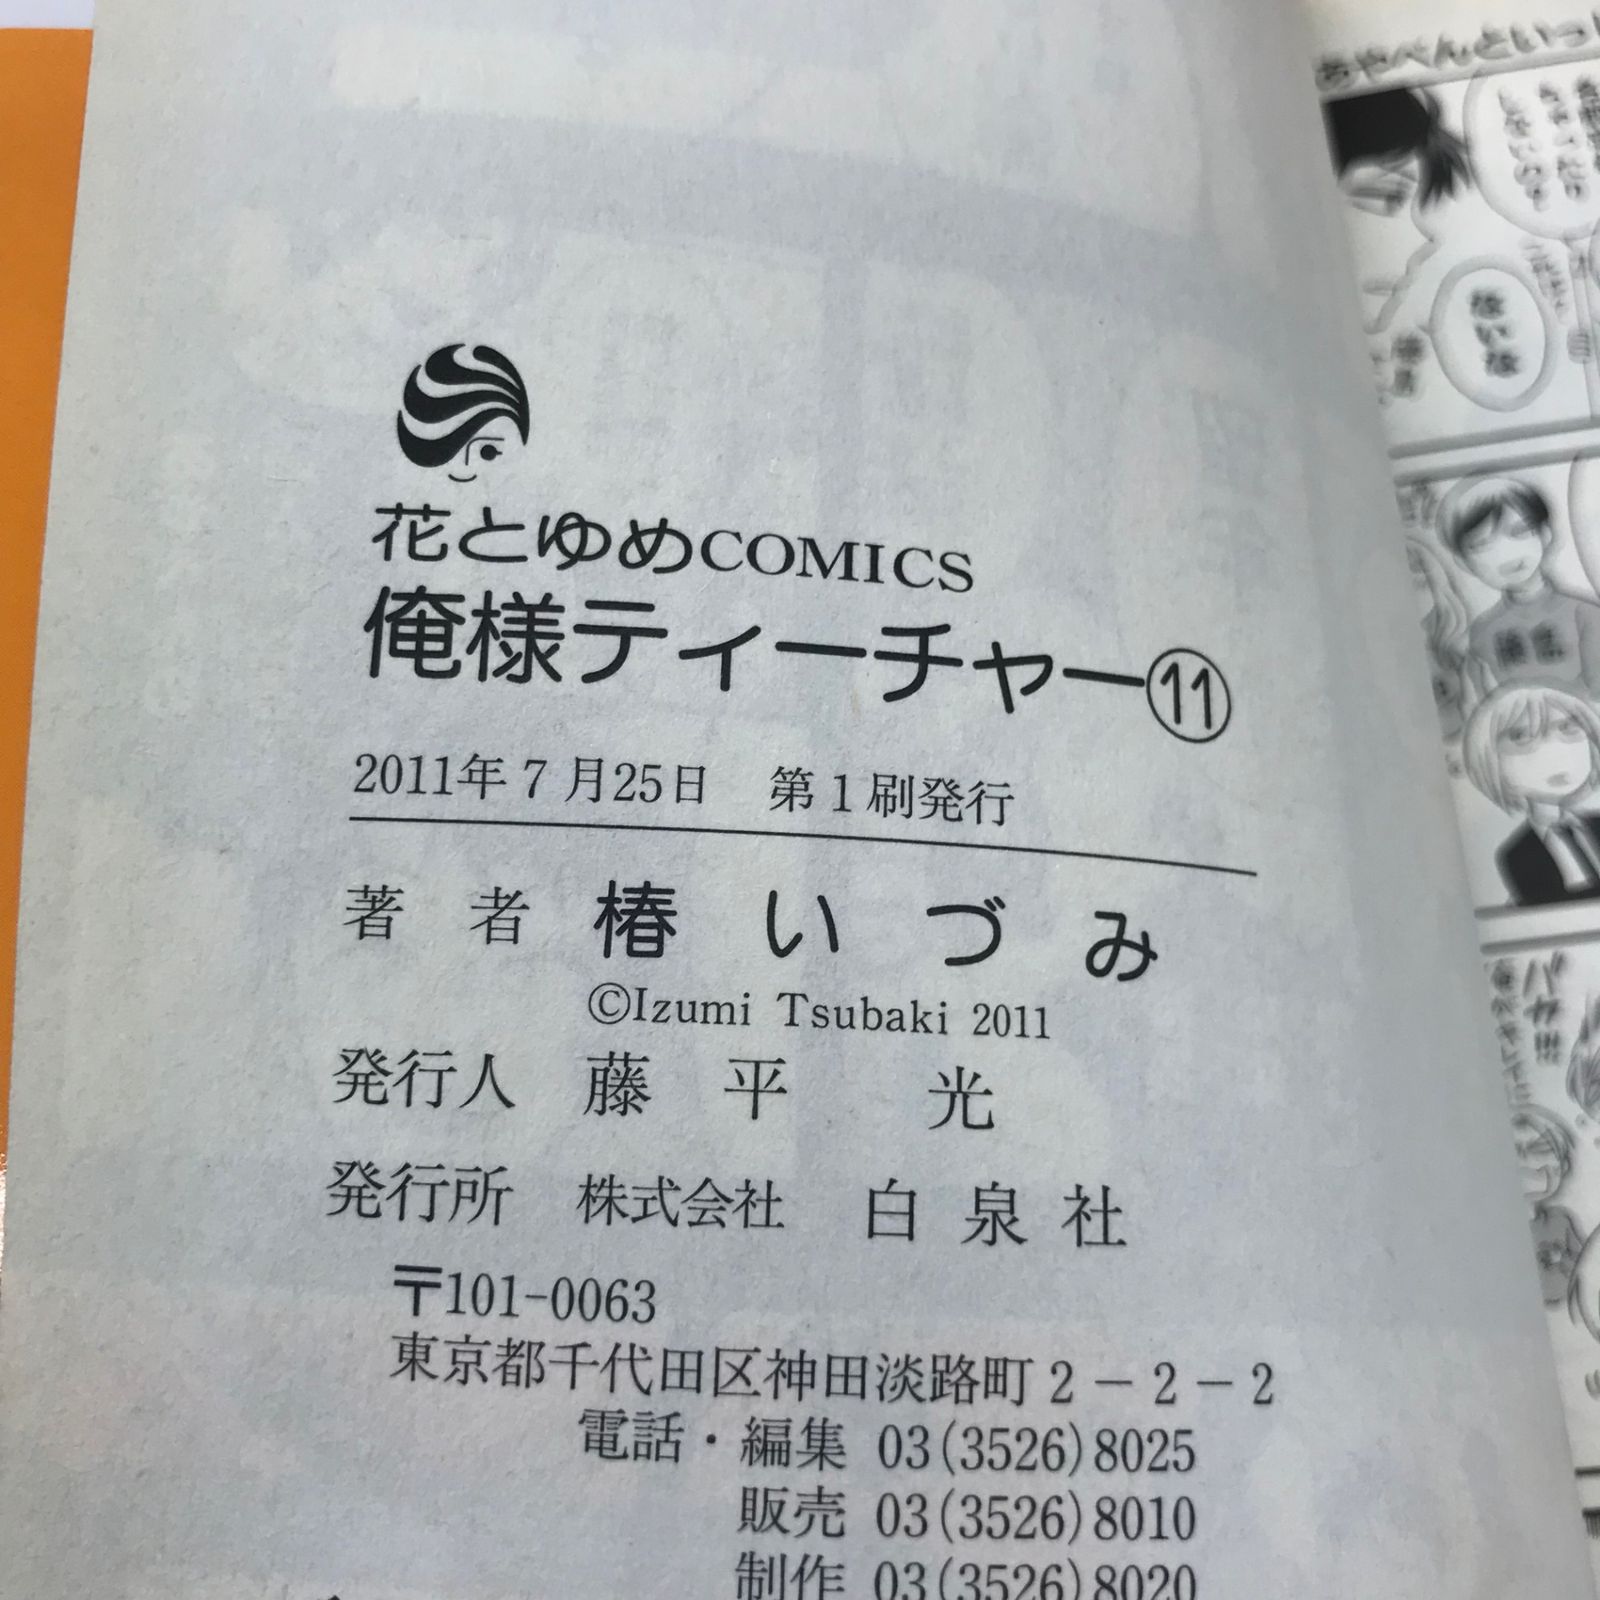 花とゆめCOMICS
俺様ティーチャー⑪
2011年7月25日　第1刷発行
著者　椿いづみ
©Izumi Tsubaki 2011
発行人　藤平　光
発行所　株式会社　白泉社
〒101-0063
東京都千代田区神田淡路町2-2-2
電話・編集 03(3526)8025
販売 03(3526)8010
制作 03(3526)8020